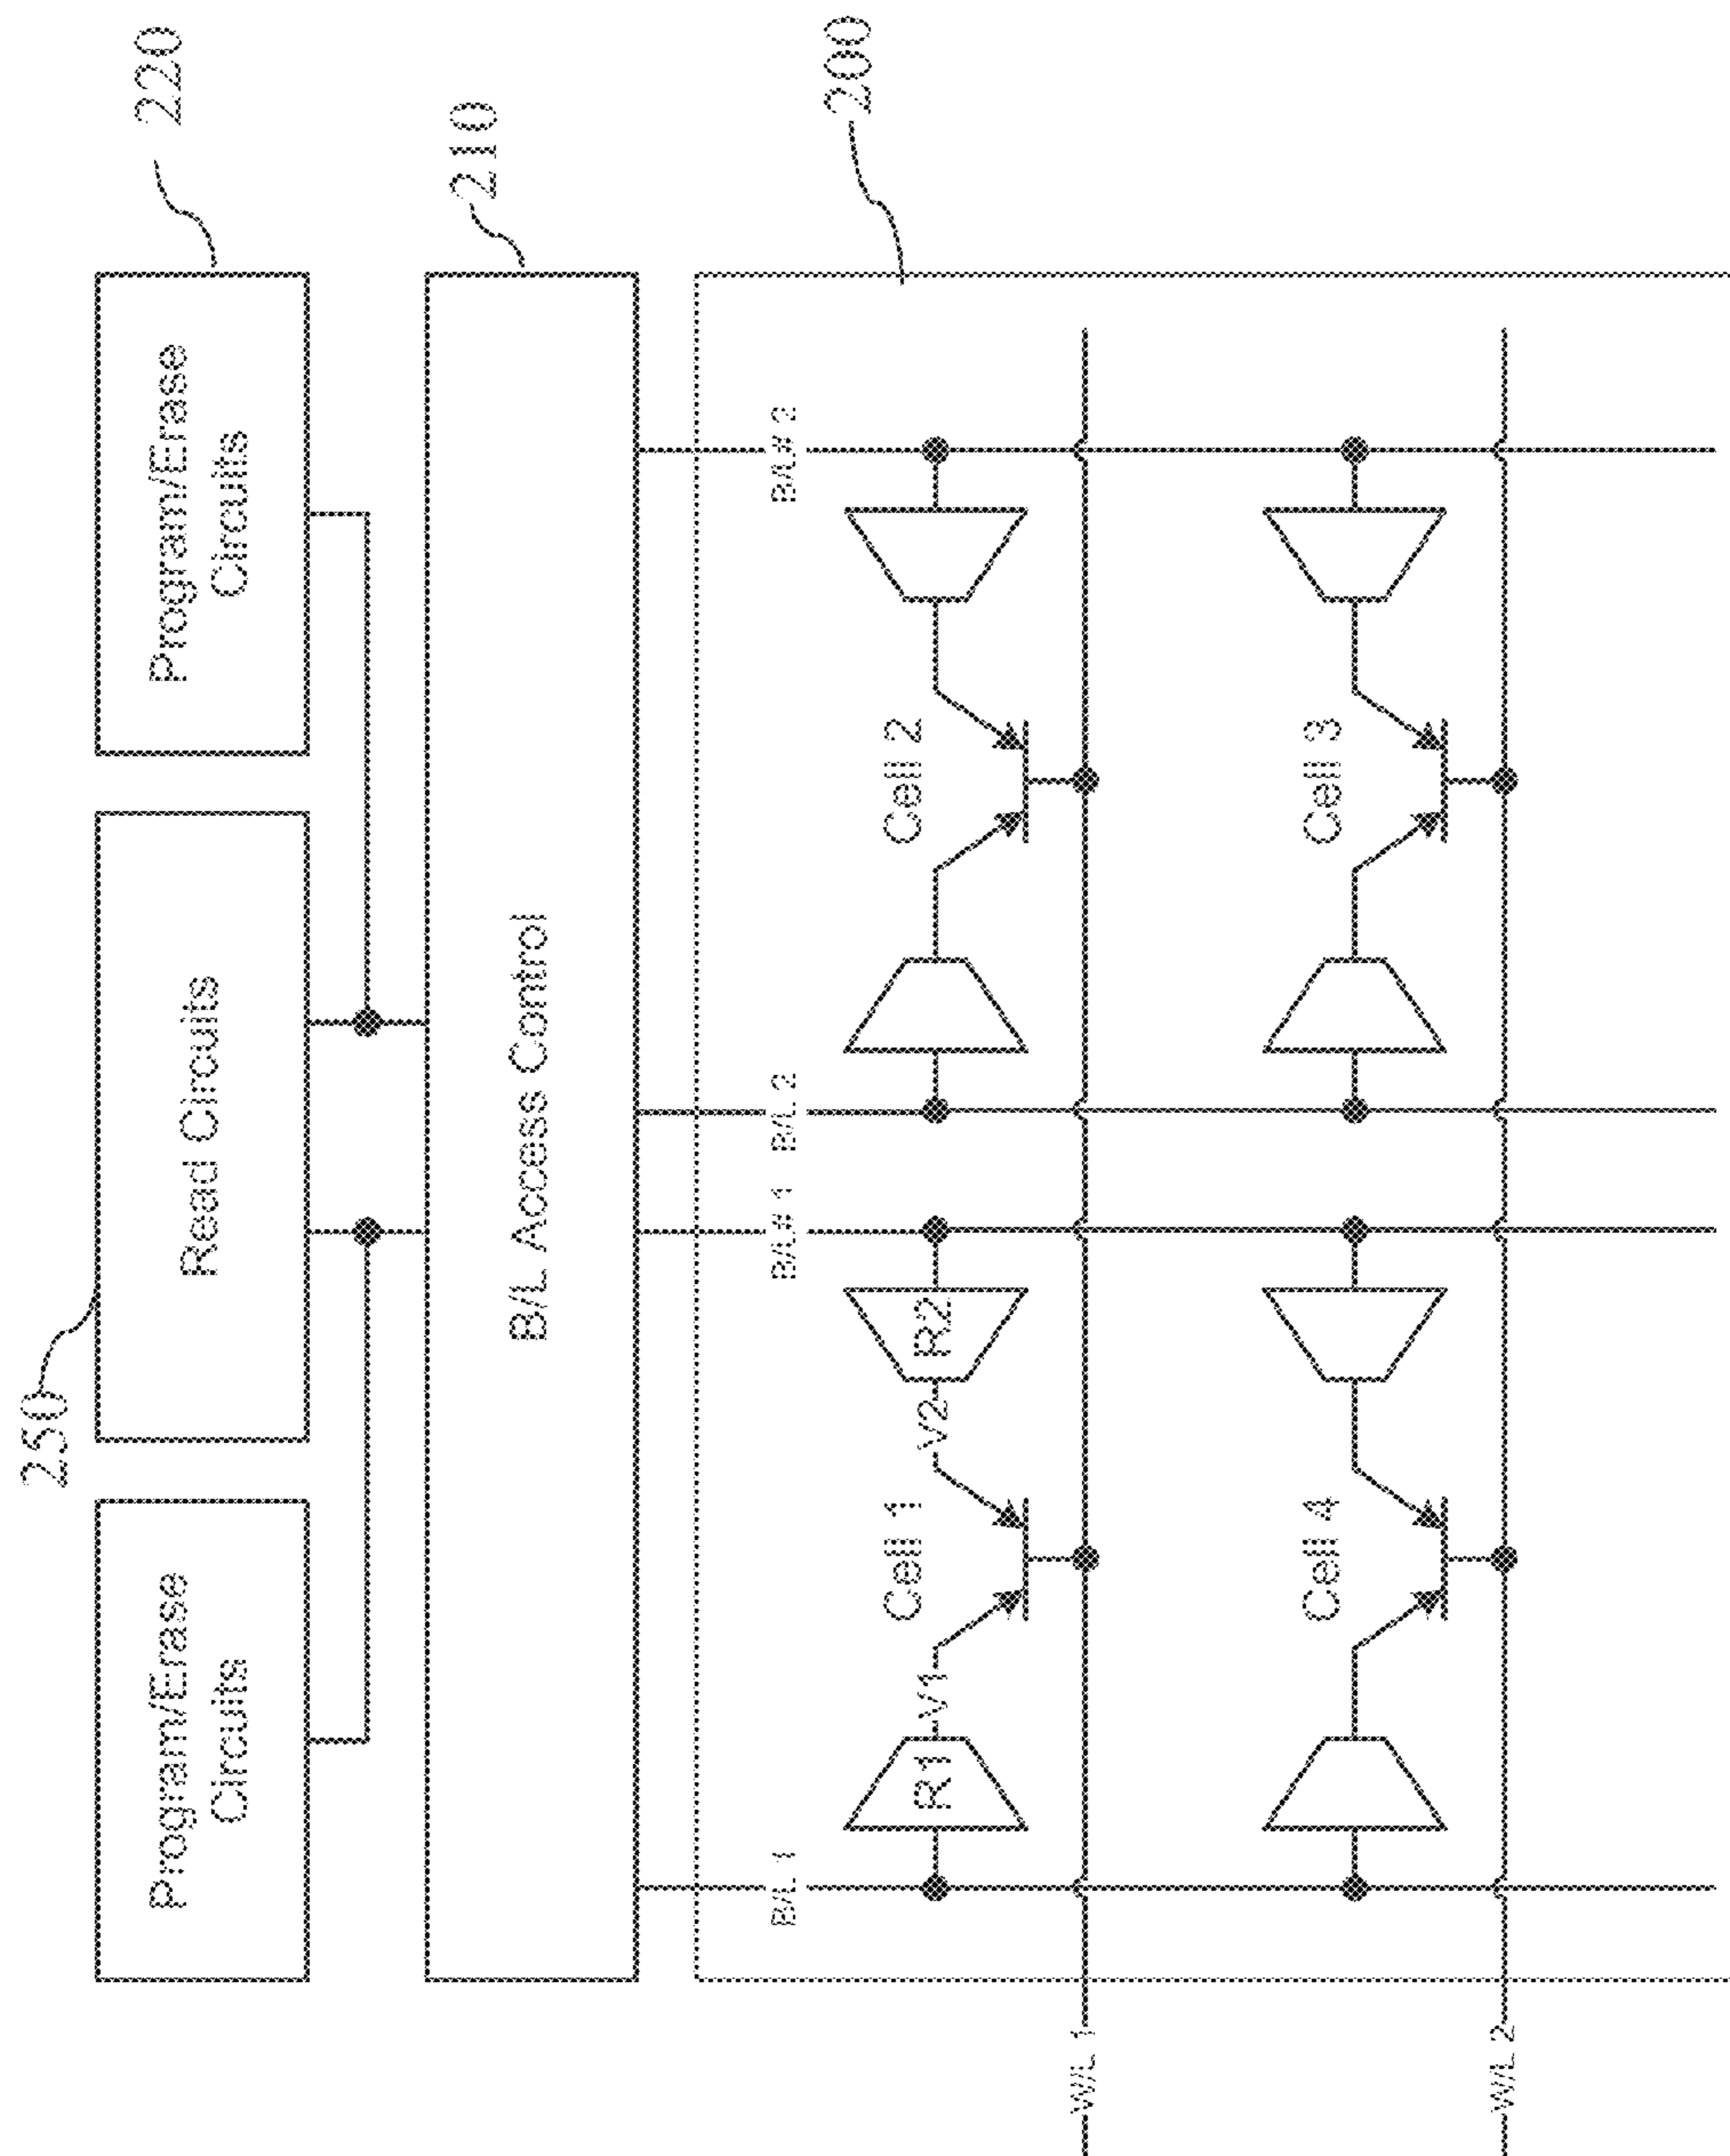 220
210
200
250
Program/Erase
Circuits
Read Circuits
Program/Erase
Circuits
B/L Access Control
B/L 1
B/L# 1
B/L 2
B/L# 2
Cell 1
Cell 2
R1
V1
V2
R2
W/L 1
Cell 4
Cell 3
W/L 2